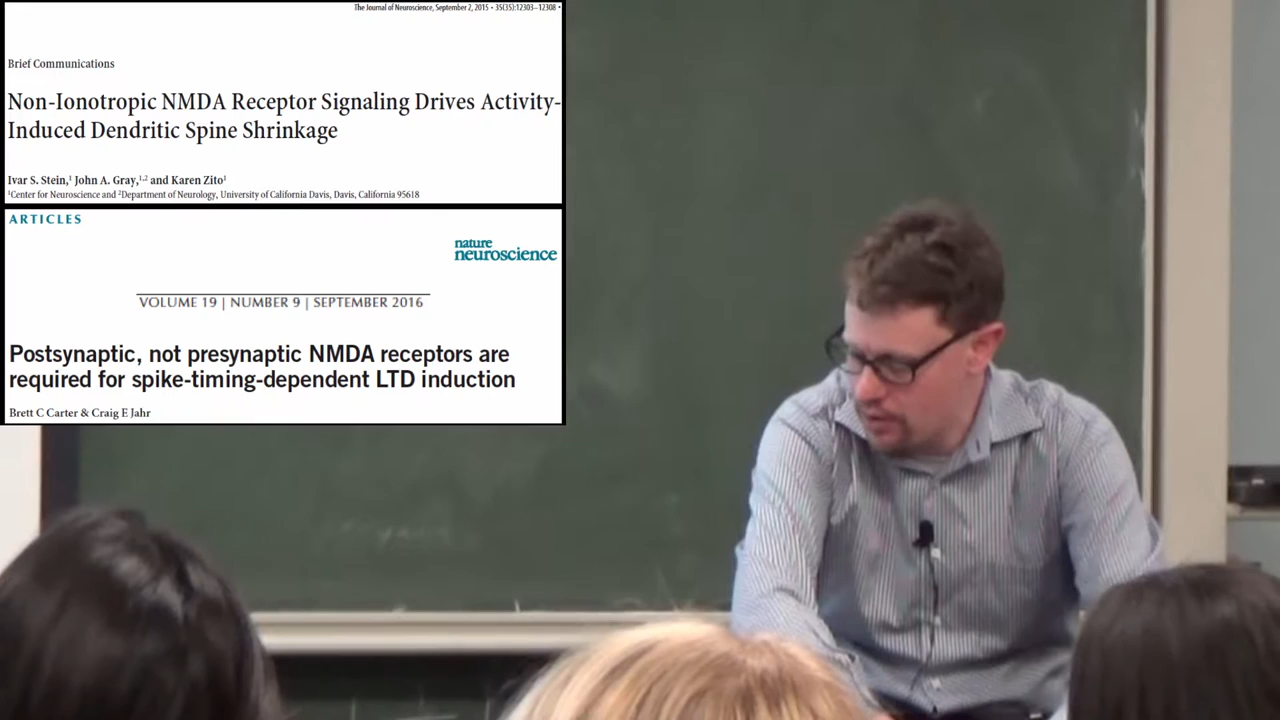 The Journal of Neuroscience, September 2, 2015 • 35(35):12303–12308 •
Brief Communications
Non-Ionotropic NMDA Receptor Signaling Drives Activity-
Induced Dendritic Spine Shrinkage
Ivar S. Stein,¹ John A. Gray,¹,² and Karen Zito¹
¹Center for Neuroscience and ²Department of Neurology, University of California Davis, Davis, California 95618
ARTICLES
nature
neuroscience
VOLUME 19 | NUMBER 9 | SEPTEMBER 2016
Postsynaptic, not presynaptic NMDA receptors are
required for spike-timing-dependent LTD induction
Brett C Carter & Craig E Jahr